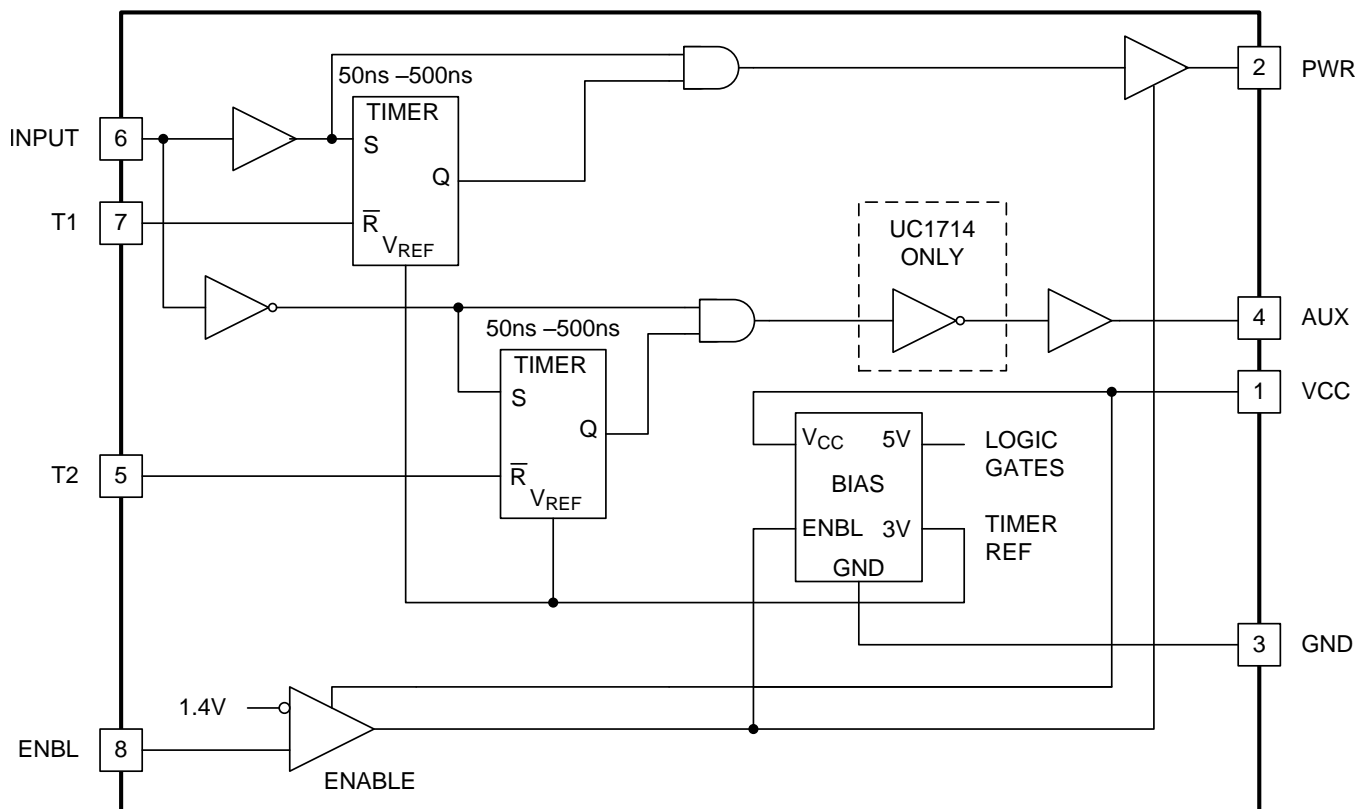 2
PWR
50ns –500ns
TIMER
INPUT
6
S
Q
T1
7
R̅
VREF
UC1714
ONLY
50ns –500ns
4
AUX
TIMER
1
VCC
S
Q
VCC
5V
LOGIC
GATES
BIAS
T2
5
R̅
VREF
ENBL
3V
TIMER
REF
GND
3
GND
1.4V
ENBL
8
ENABLE